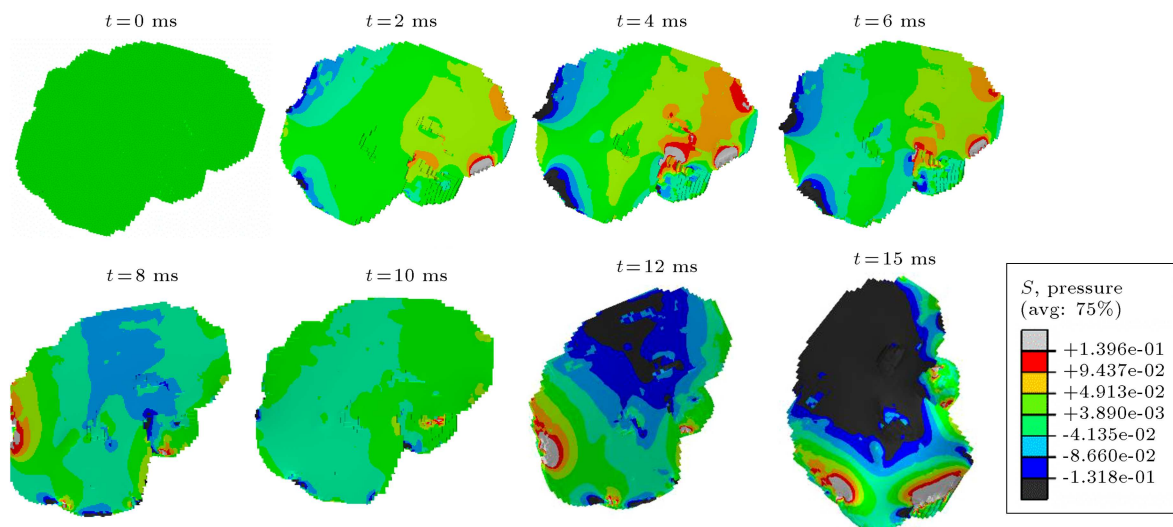 t=0 ms
t=2 ms
t=4 ms
t=6 ms
t=8 ms
t=10 ms
t=12 ms
t=15 ms
S, pressure
(avg: 75%)
+1.396e-01
+9.437e-02
+4.913e-02
+3.890e-03
-4.135e-02
-8.660e-02
-1.318e-01